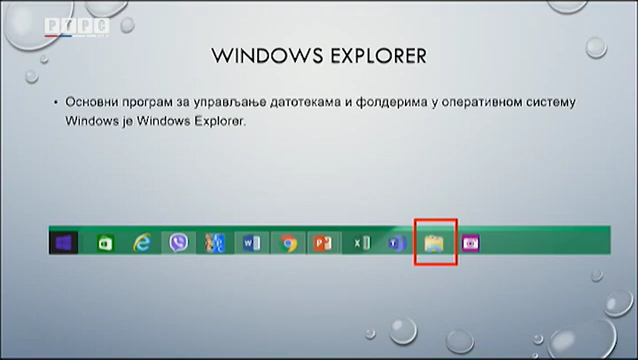 РТРС
WINDOWS EXPLORER
• Основни програм за управљање датотекама и фолдерима у оперативном систему
Windows је Windows Explorer.